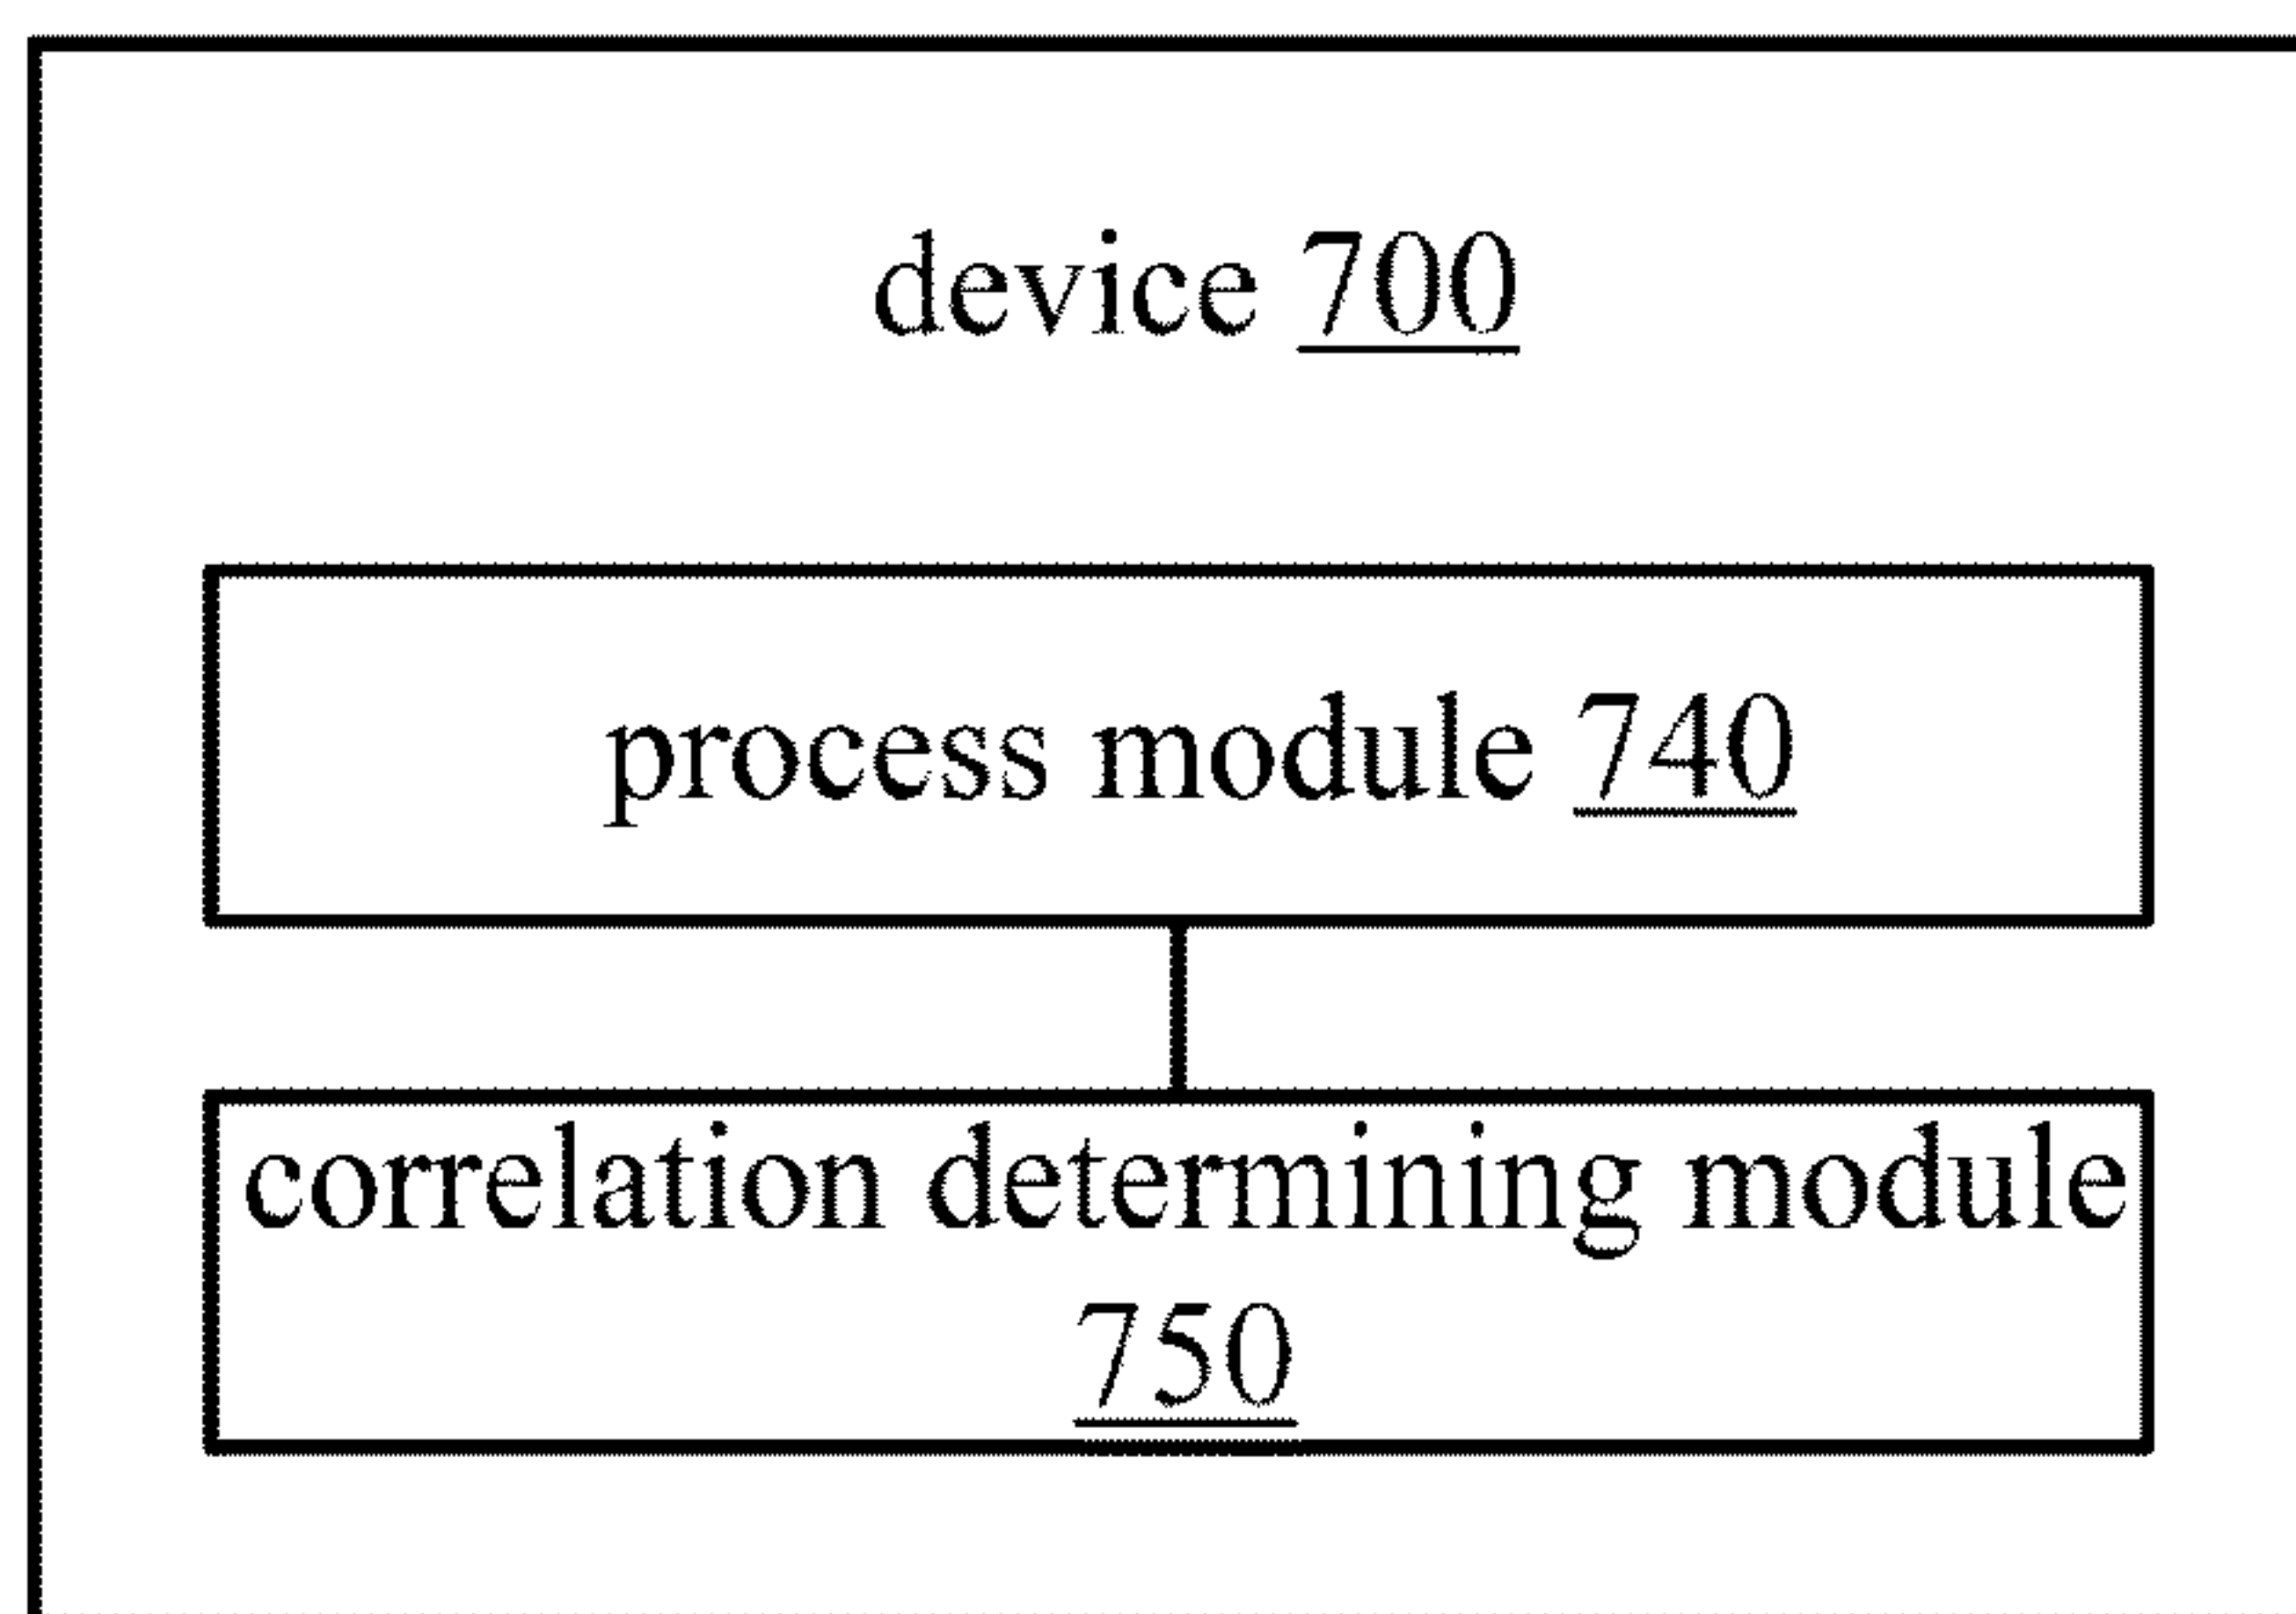 device 700
process module 740
correlation determining module
750